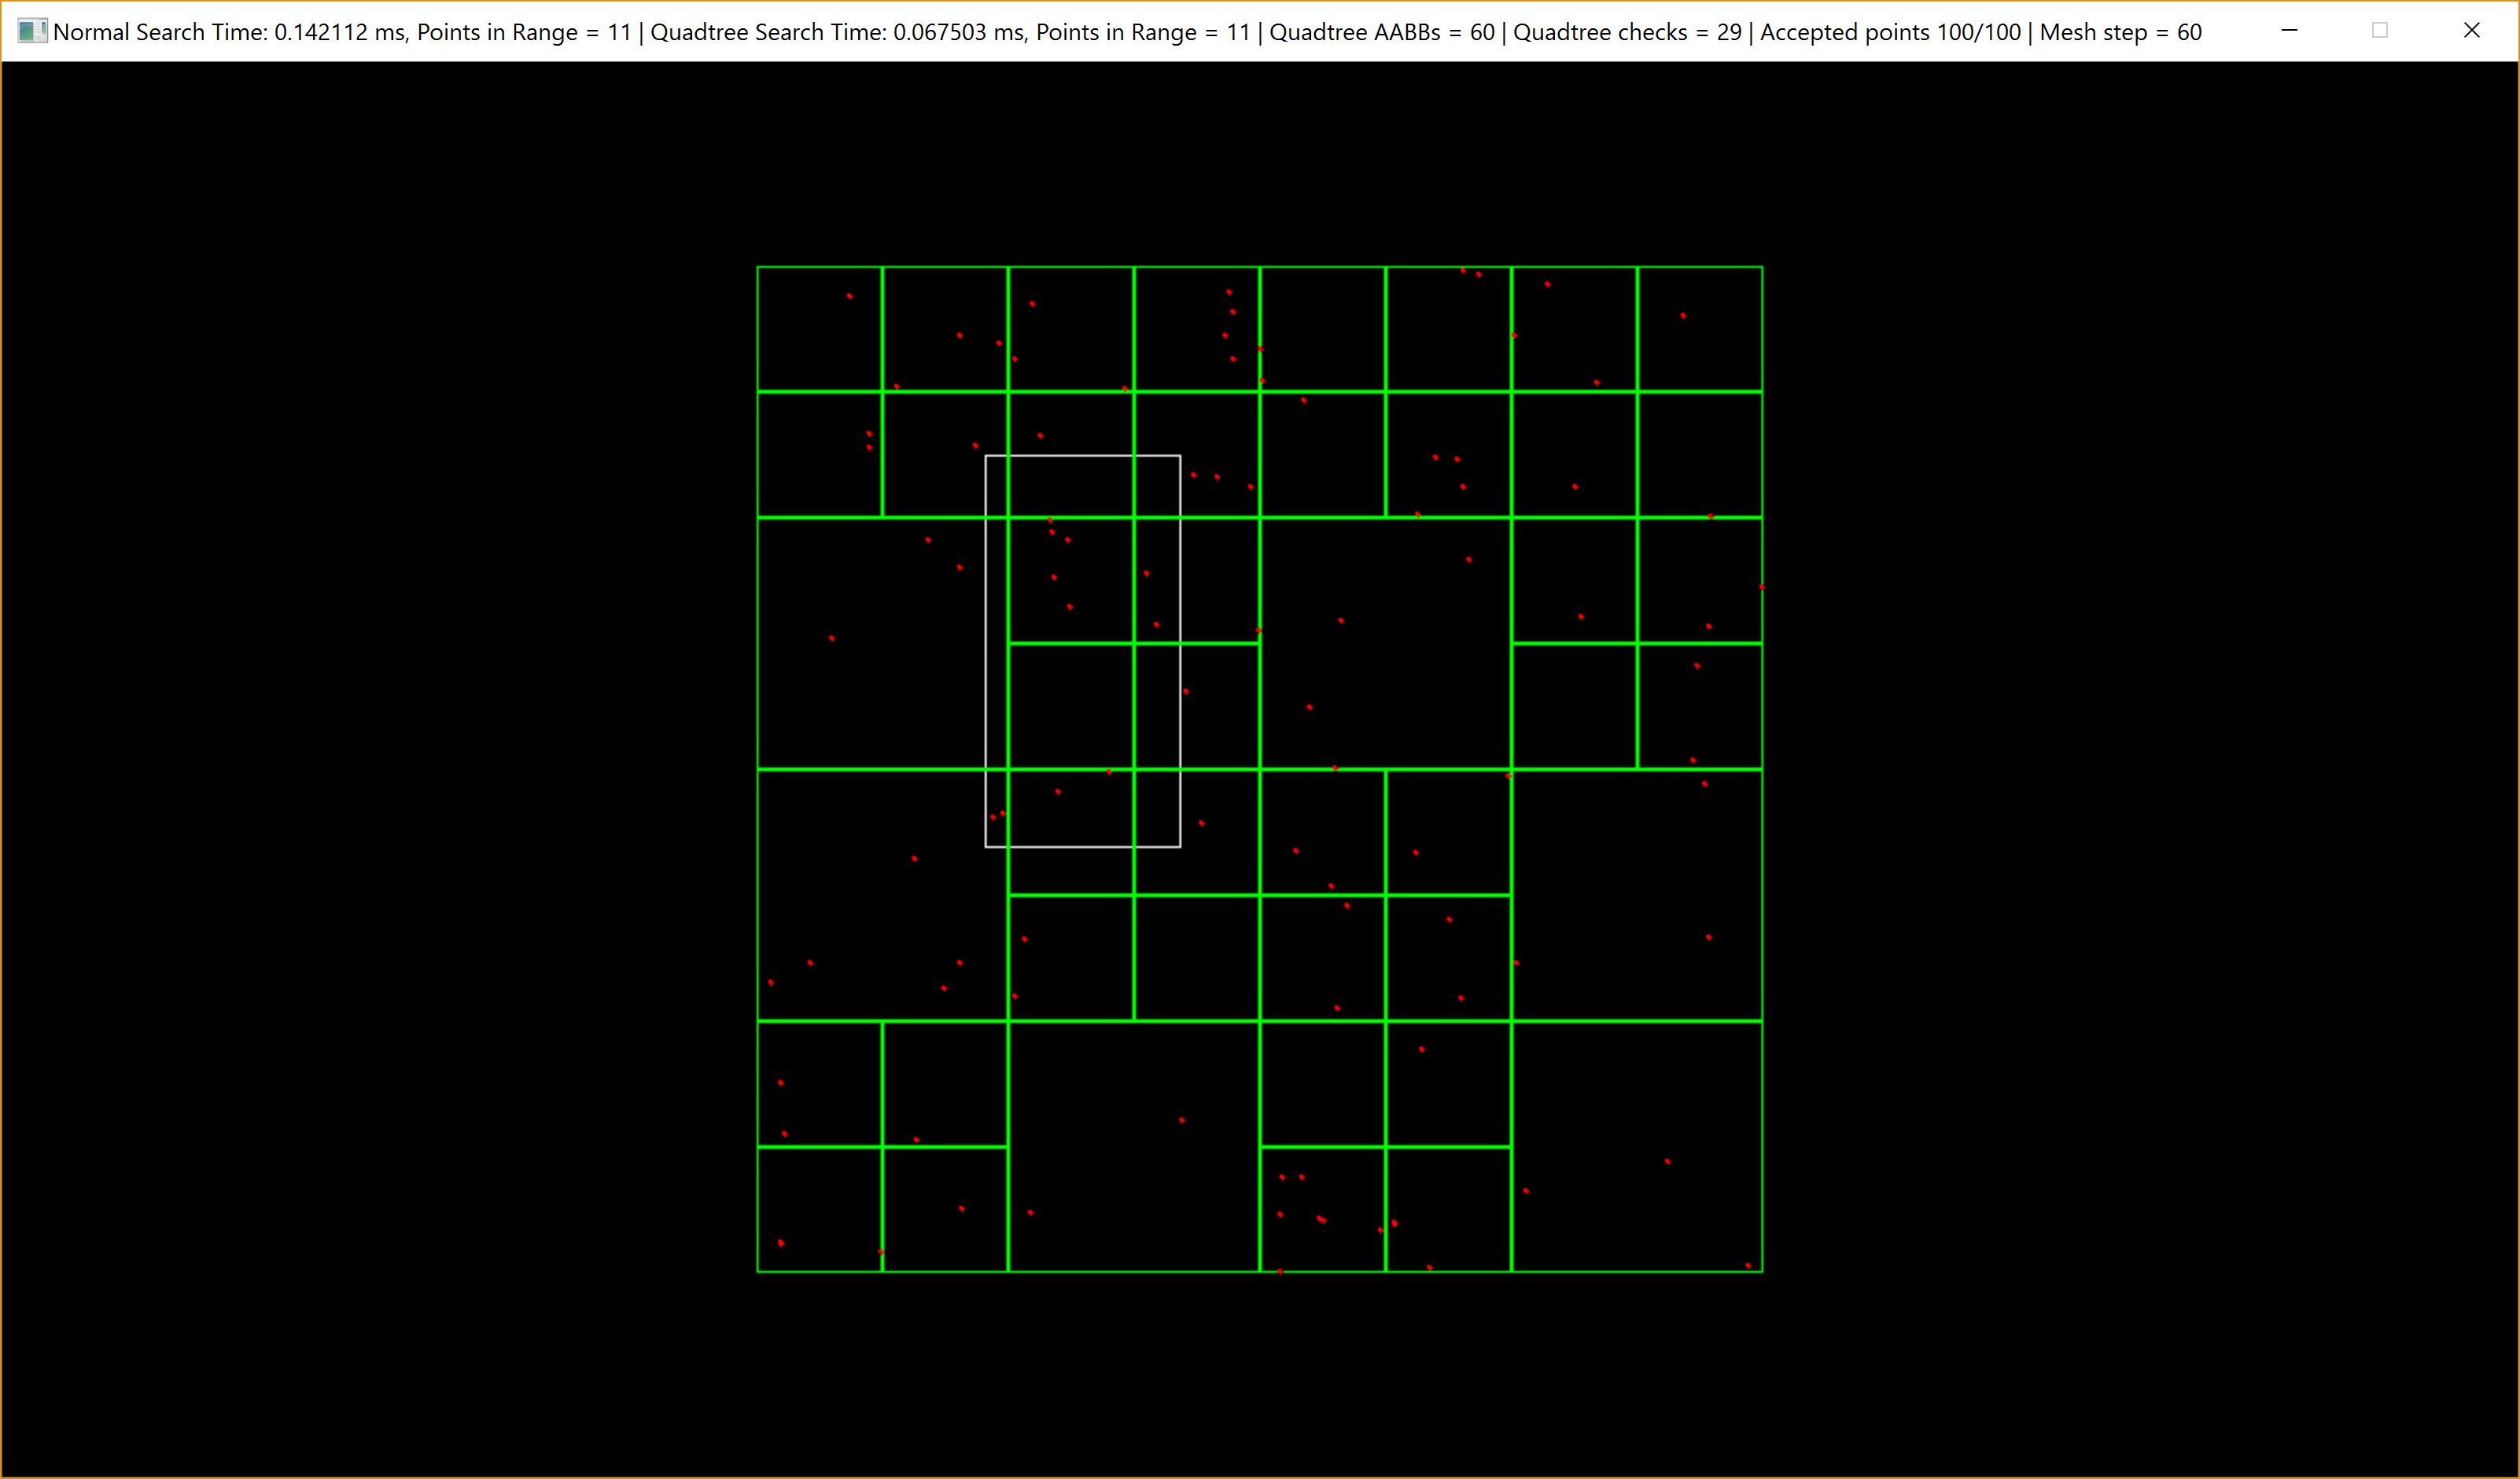 Normal Search Time: 0.142112 ms, Points in Range = 11 | Quadtree Search Time: 0.067503 ms, Points in Range = 11 | Quadtree AABBs = 60 | Quadtree checks = 29 | Accepted points 100/100 | Mesh step = 60